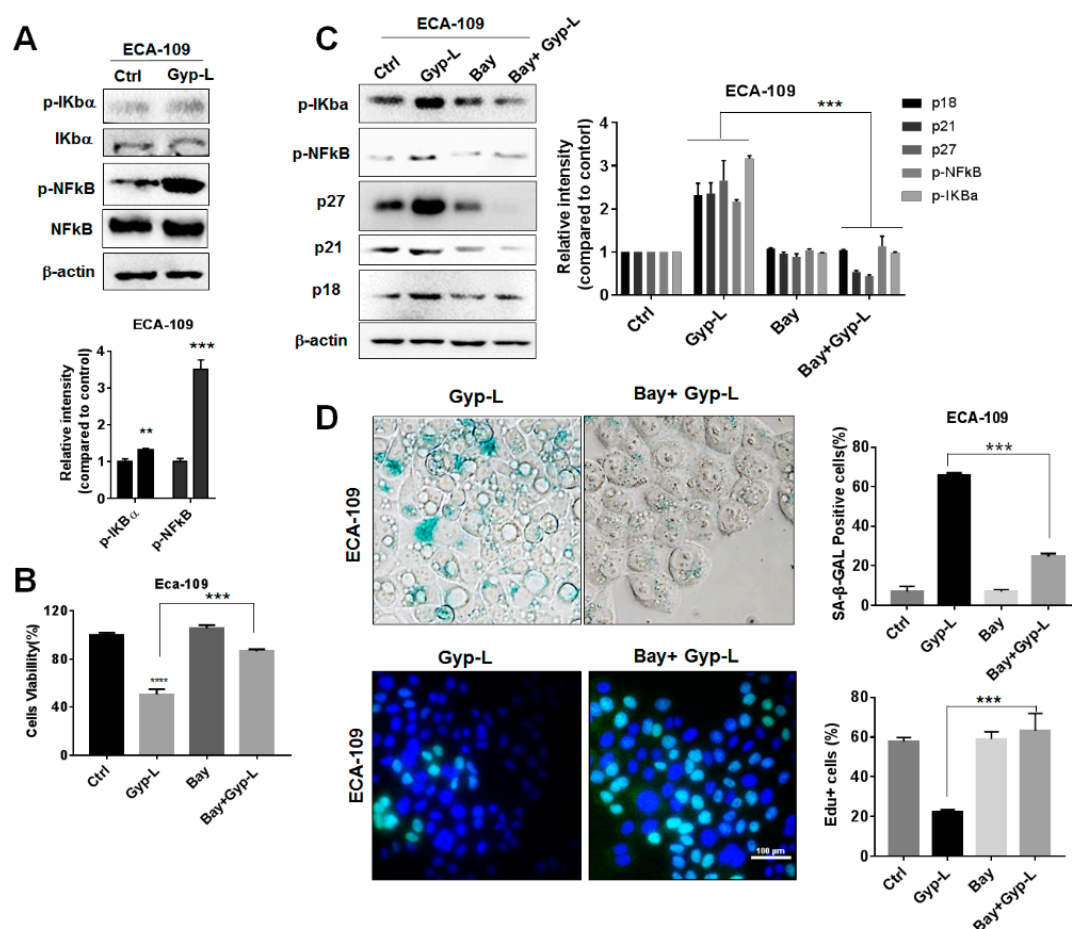 A
ECA-109
Ctrl Gyp-L
p-IKbα
IKbα
p-NFkB
NFkB
β-actin
ECA-109
Relative intensity
(compared to control)
4
2
0
**
***
p-IKBα
p-NFkB
B
Eca-109
Cells Vlabillity(%)
120
80
40
0
****
***
Ctrl
Gyp-L
Bay
Bay+Gyp-L
C
ECA-109
Ctrl Gyp-L Bay Bay+ Gyp-L
p-IKba
p-NFkB
p27
p21
p18
β-actin
ECA-109
Relative intensity
(compared to control)
4
3
2
1
0
***
p18
p21
p27
p-NFkB
p-IKBa
Ctrl
Gyp-L
Bay
Bay+Gyp-L
D
Gyp-L
Bay+ Gyp-L
ECA-109
ECA-109
SA-β-GAL Positive cells(%)
80
60
40
20
0
***
Ctrl
Gyp-L
Bay
Bay+Gyp-L
Gyp-L
Bay+ Gyp-L
ECA-109
100 μm
Edu+ cells (%)
80
60
40
20
0
***
Ctrl
Gyp-L
Bay
Bay+Gyp-L